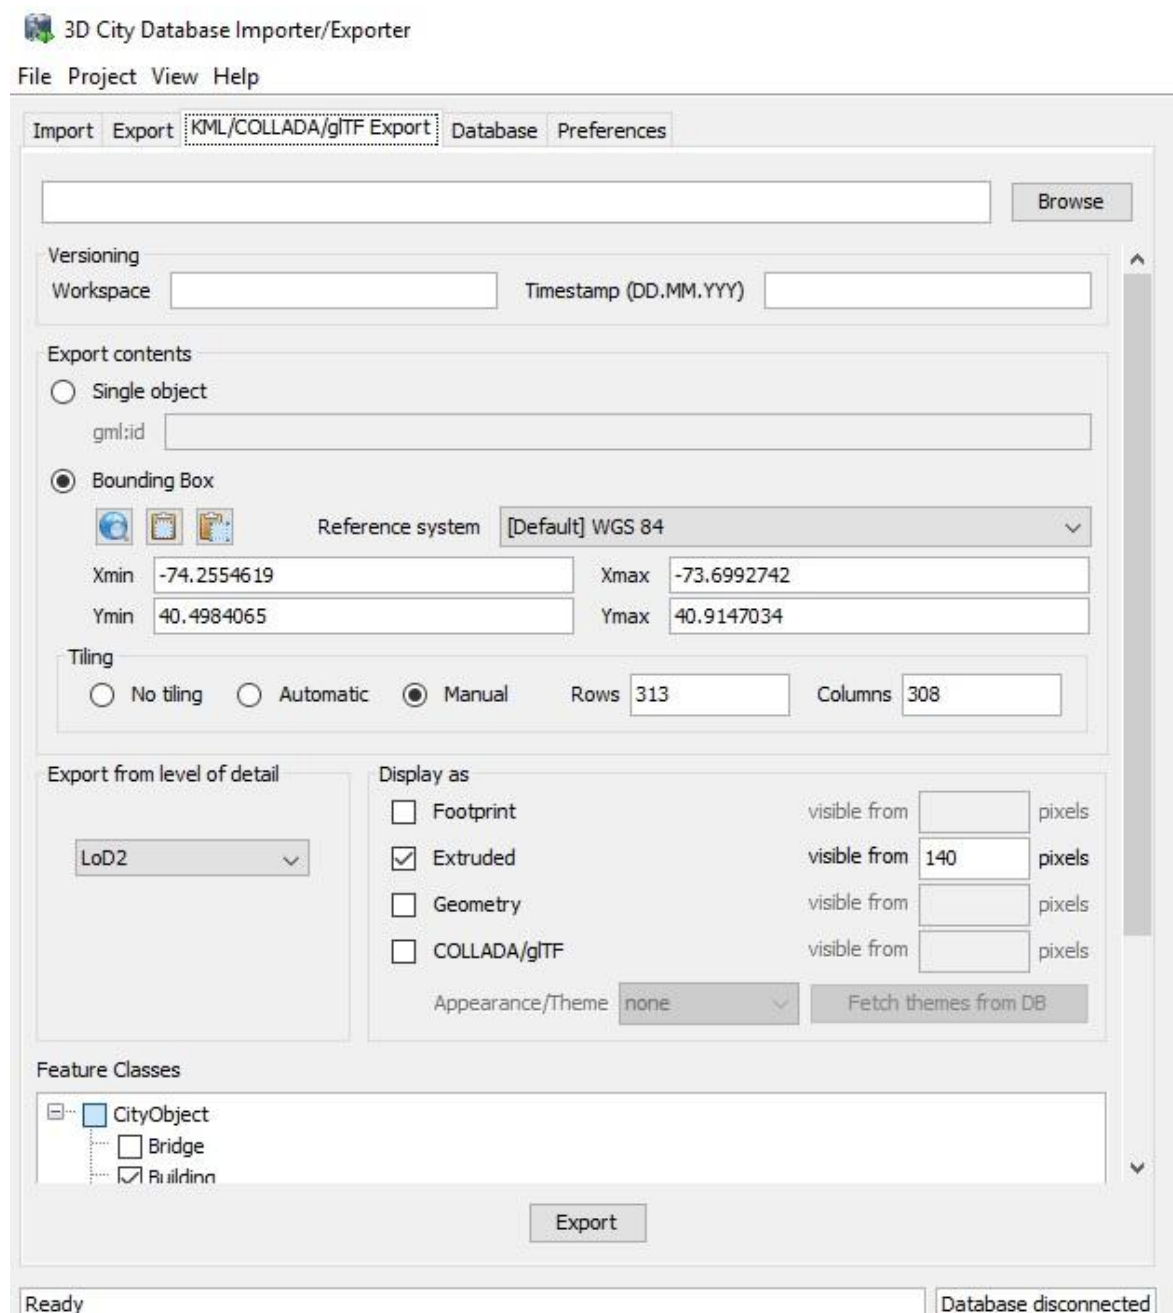 3D City Database Importer/Exporter
File Project View Help
Import Export KML/COLLADA/glTF Export Database Preferences
Browse
Versioning
Workspace Timestamp (DD.MM.YYY)
Export contents
Single object
gml:id
Bounding Box
Reference system [Default] WGS 84
Xmin -74.2554619 Xmax -73.6992742
Ymin 40.4984065 Ymax 40.9147034
Tiling
No tiling Automatic Manual Rows 313 Columns 308
Export from level of detail Display as
Footprint visible from pixels
LoD2 Extruded visible from 140 pixels
Geometry visible from pixels
COLLADA/glTF visible from pixels
Appearance/Theme none Fetch themes from DB
Feature Classes
CityObject
Bridge
Building
Export
Ready Database disconnected